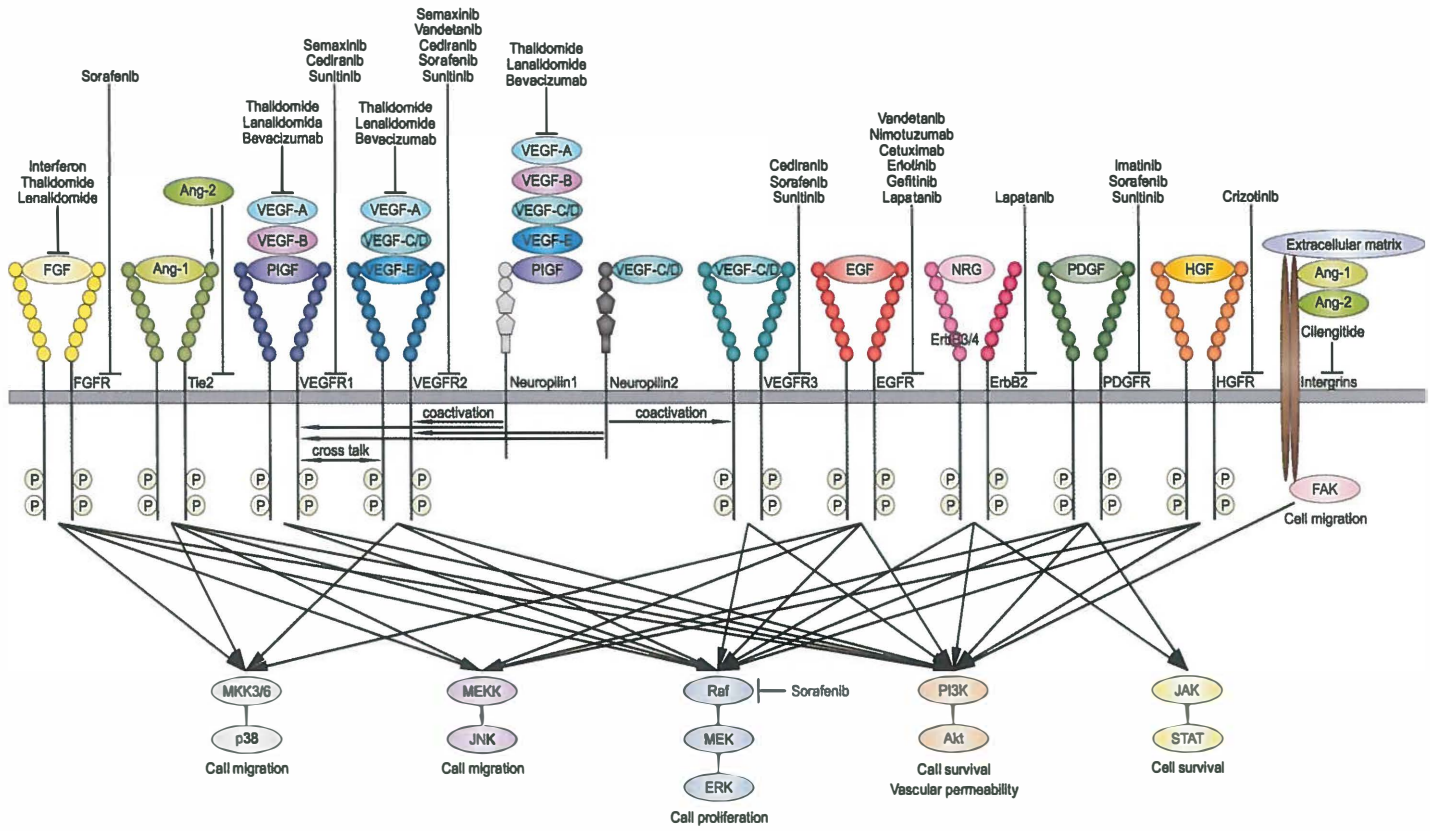 Sorafenib
Semaxinib
Cediranib
Sunitinib
Semaxinib
Vandetanib
Cediranib
Sorafenib
Sunitinib
Thalidomide
Lanalidomide
Bevacizumab
Interferon
Thalidomide
Lenalidomide
Ang-2
Thalidomide
Lanalidomida
Bevacizumab
Thalidomide
Lenalidomide
Bevacizumab
Cediranib
Sorafenib
Sunitinib
Vandetanib
Nimotuzumab
Cetuximab
Erlotinib
Gefitinib
Lapatanib
Lapatanib
Imatinib
Sorafenib
Sunitinib
Crizotinib
VEGF-A
VEGF-B
VEGF-A
VEGF-C/D
VEGF-A
VEGF-B
VEGF-C/D
VEGF-E
Extracellular matrix
Ang-1
Ang-2
Cilengitide
FGF
Ang-1
PIGF
VEGF-E/F
PIGF
VEGF-C/D
VEGF-C/D
EGF
NRG
PDGF
HGF
ErbB3/4
FGFR
Tie2
VEGFR1
VEGFR2
Neuropilin1
Neuropilin2
VEGFR3
EGFR
ErbB2
PDGFR
HGFR
Intergrins
coactivation
coactivation
cross talk
P P P P P P P P P P P P P P P P P P
P P P P P P P P P P P P P P P P P P
FAK
Cell migration
MKK3/6
p38
Call migration
MEKK
JNK
Call migration
Raf
Sorafenib
MEK
ERK
Call proliferation
PI3K
Akt
Call survival
Vascular permeability
JAK
STAT
Cell survival